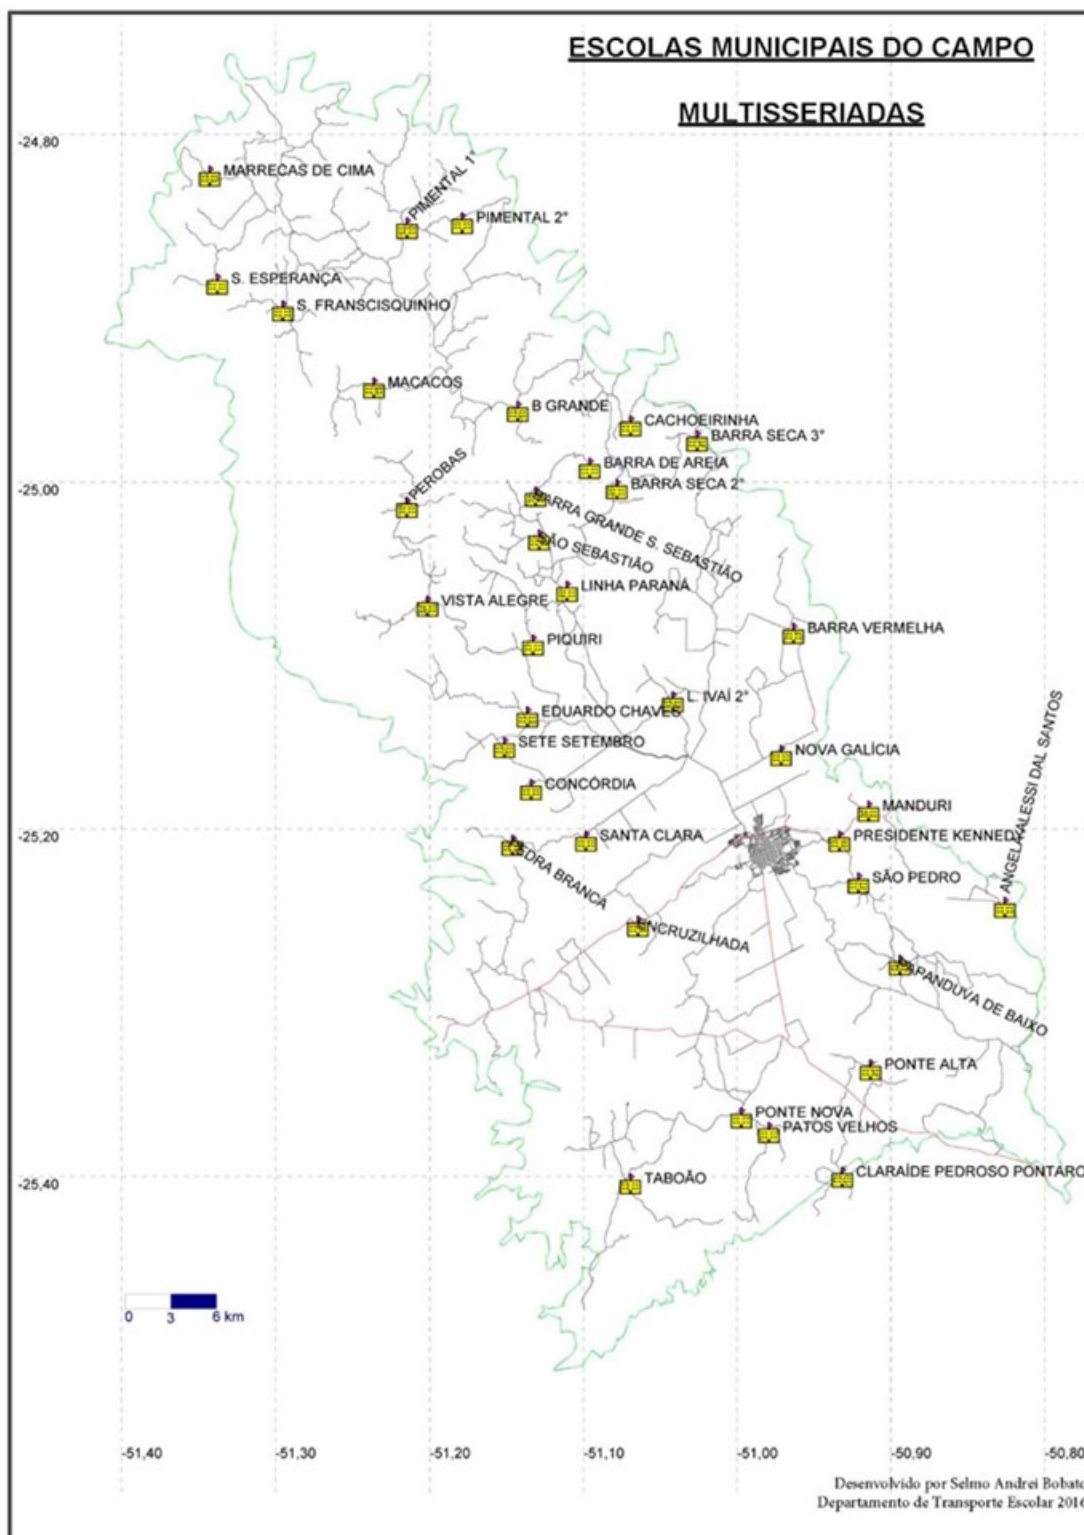 ESCOLAS MUNICIPAIS DO CAMPO
MULTISSERIADAS
-24,80
MARRECAS DE CIMA
PIMENTAL 1°
PIMENTAL 2°
S. ESPERANÇA
S. FRANSCISQUINHO
MACACOS
B GRANDE
CACHOEIRINHA
BARRA SECA 3°
BARRA DE AREIA
PEROBAS
BARRA SECA 2°
-25,00
BARRA GRANDE S. SEBASTIÃO
SÃO SEBASTIÃO
LINHA PARANÁ
VISTA ALEGRE
BARRA VERMELHA
PIQUIRI
L. IVAÍ 2°
EDUARDO CHAVES
SETE SETEMBRO
NOVA GALÍCIA
CONCÓRDIA
MANDURI
-25,20
SANTA CLARA
PRESIDENTE KENNEDY
BRANCA
SÃO PEDRO
DAL SANTOS
ENCRUZILHADA
DE BAIXO
PONTE ALTA
PONTE NOVA
PATOS VELHOS
-25,40
TABOÃO
CLARAÍDE PEDROSO PONTARO
0 3 6 km
-51,40 -51,30 -51,20 -51,10 -51,00 -50,90 -50,80
Desenvolvido por Selmo Andrei Bobato
Departamento de Transporte Escolar 2016